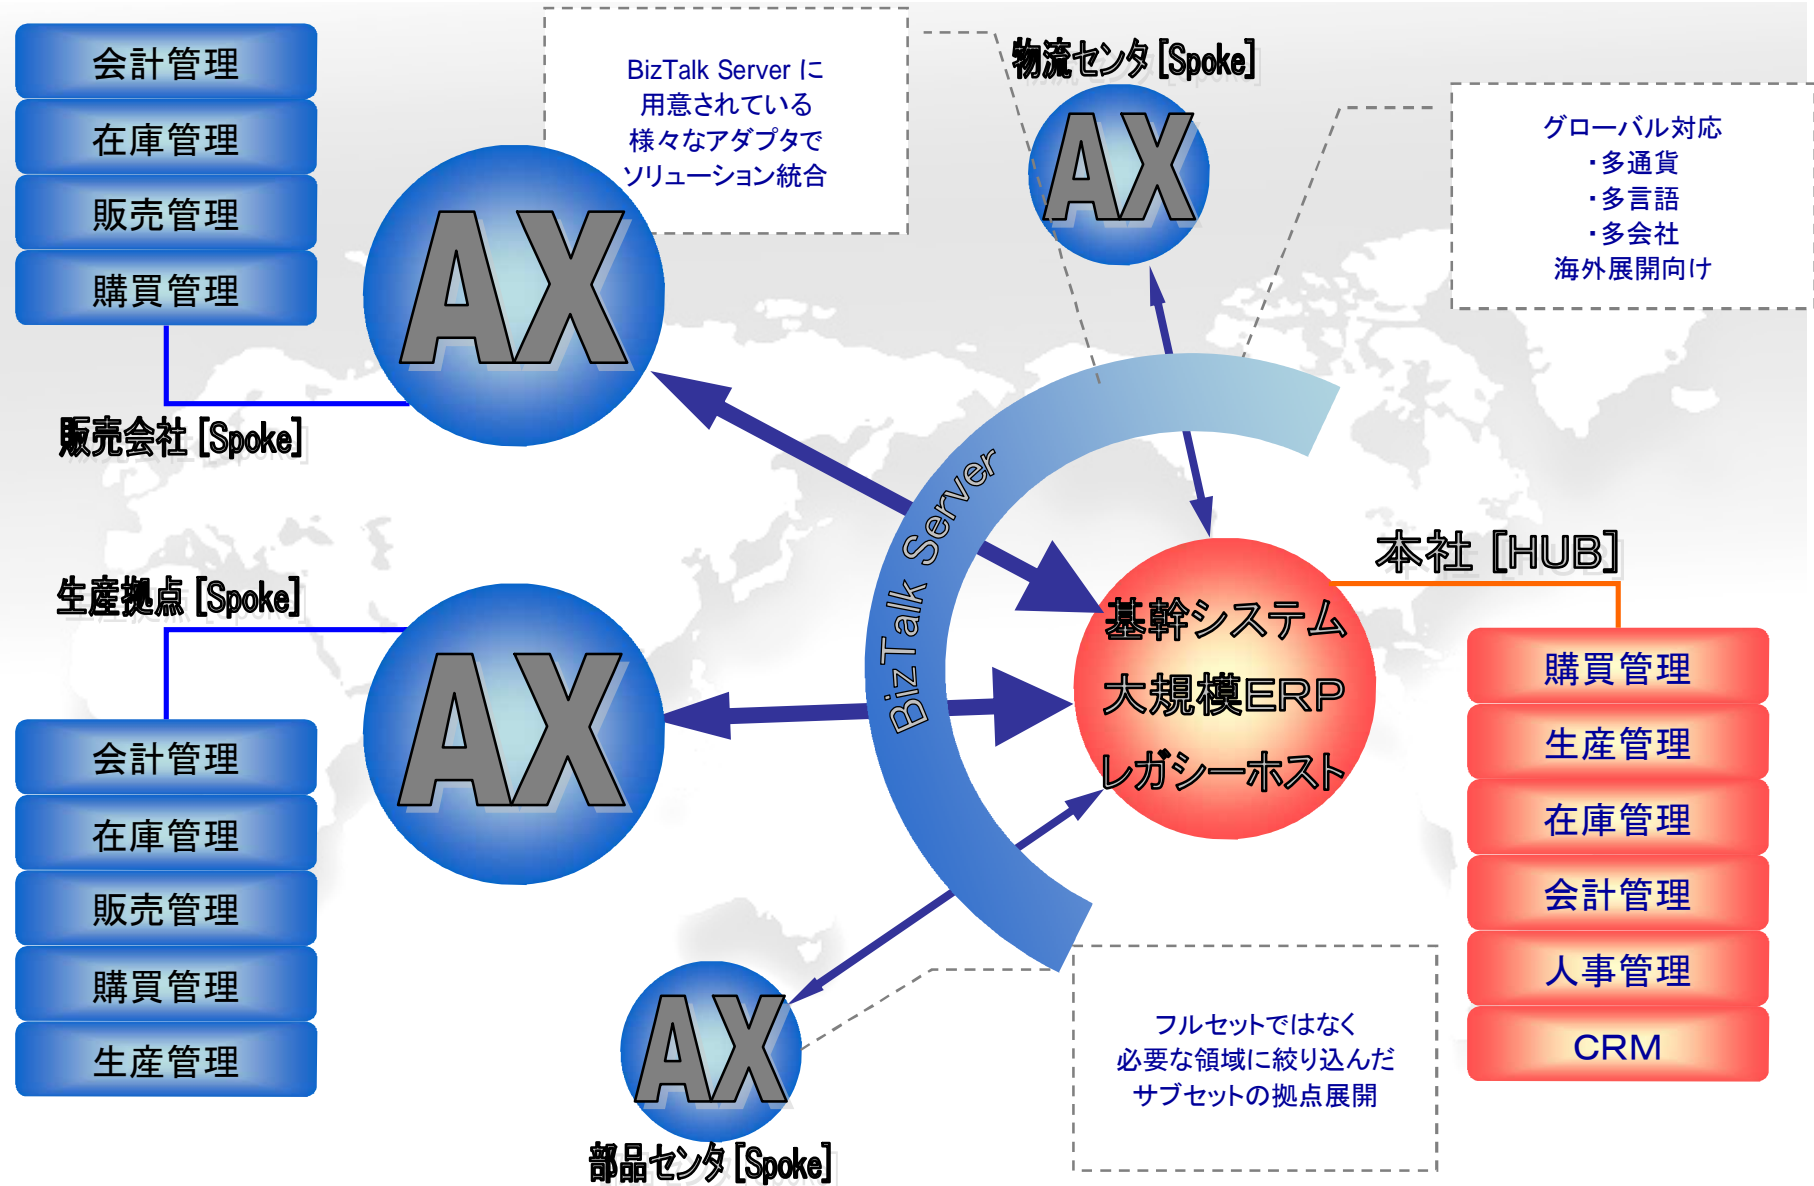 会計管理
在庫管理
販売管理
購買管理
販売会社 [Spoke]
AX
BizTalk Server に
用意されている
様々なアダプタで
ソリューション統合
物流センタ [Spoke]
AX
グローバル対応
・多通貨
・多言語
・多会社
海外展開向け
BizTalk Server
本社 [HUB]
基幹システム
大規模ERP
レガシーホスト
購買管理
生産管理
在庫管理
会計管理
人事管理
CRM
生産拠点 [Spoke]
AX
会計管理
在庫管理
販売管理
購買管理
生産管理
AX
部品センタ [Spoke]
フルセットではなく
必要な領域に絞り込んだ
サブセットの拠点展開